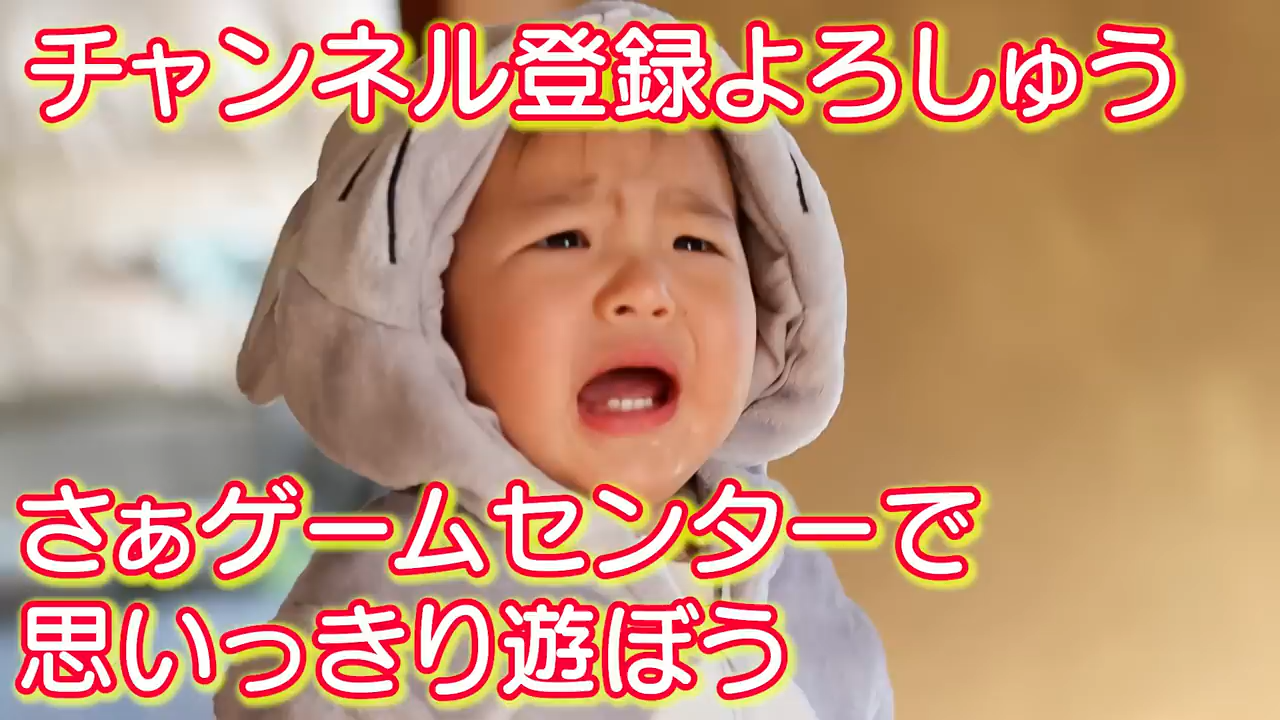 チャンネル登録よろしゅう
さぁゲームセンターで
思いっきり遊ぼう